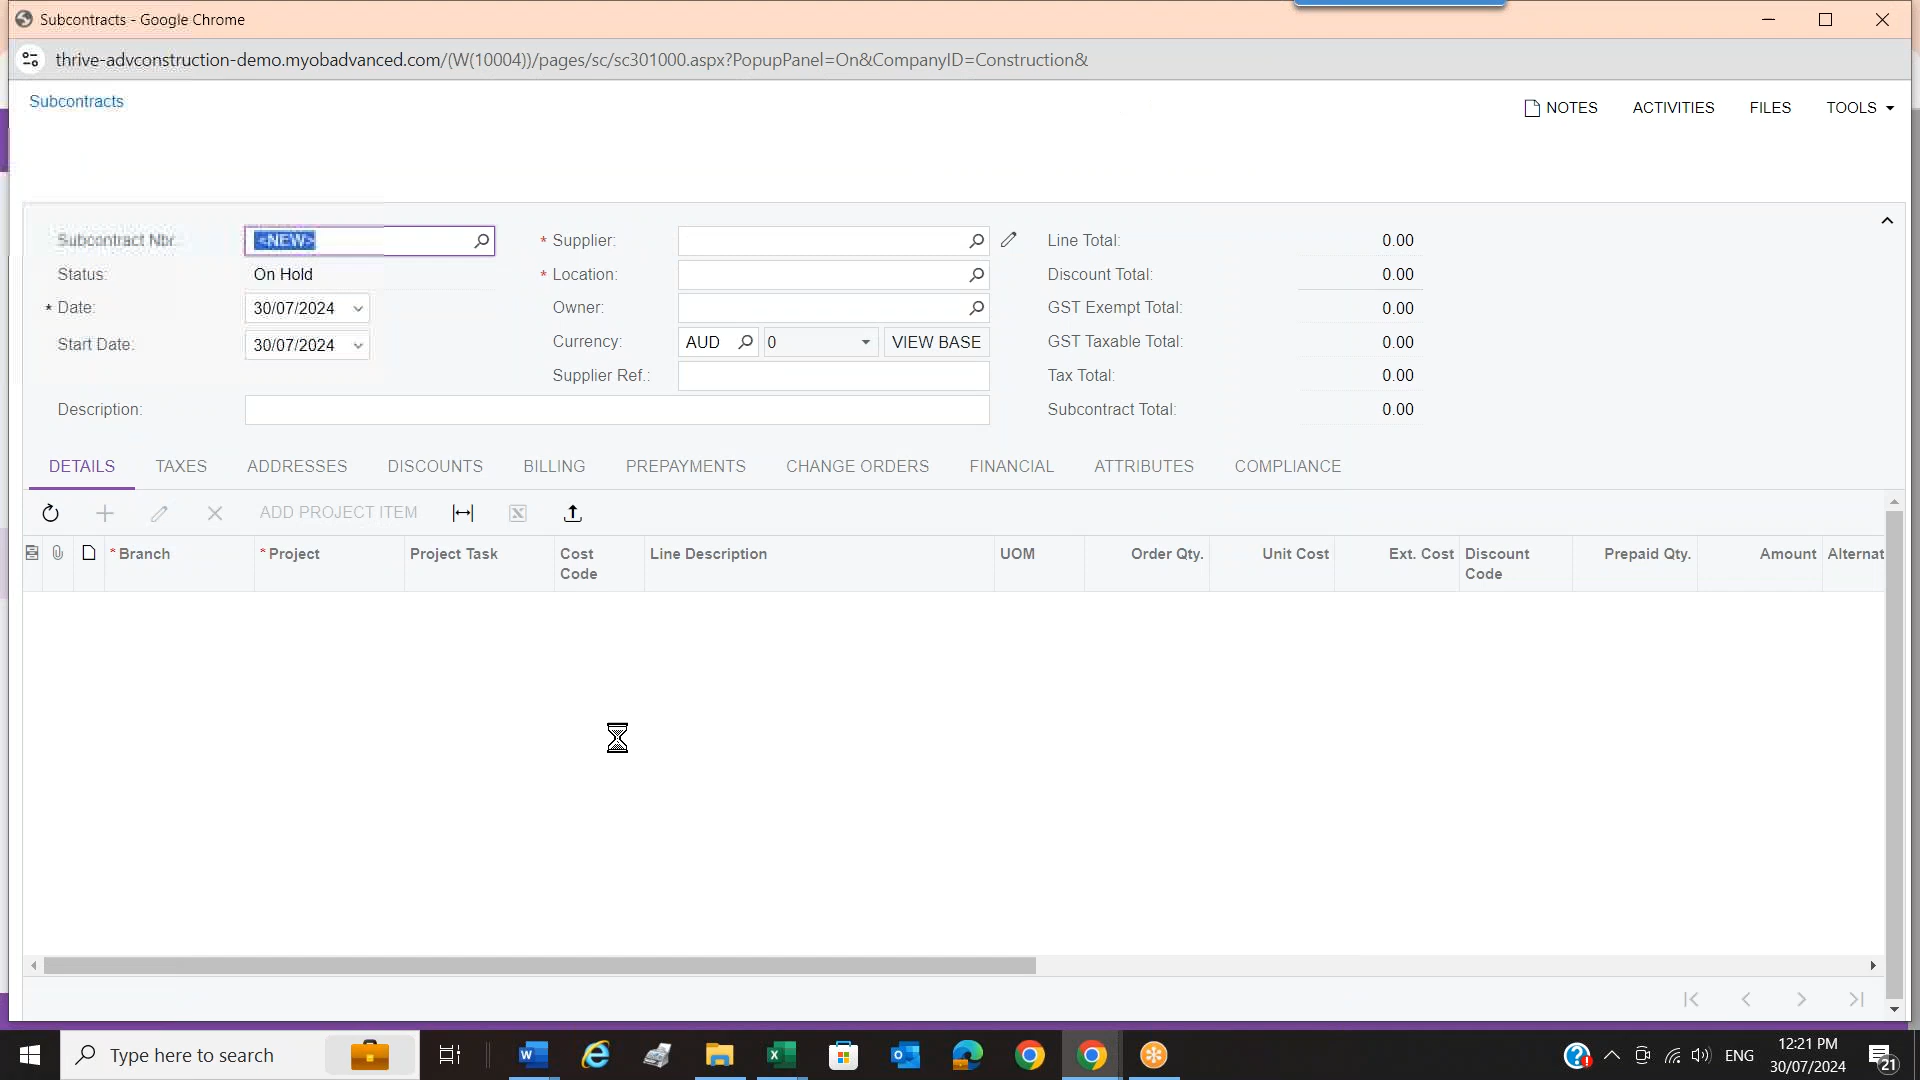 Subcontracts - Google Chrome
thrive-advconstruction-demo.myobadvanced.com/(W(10004))/pages/sc/sc301000.aspx?PopupPanel=On&CompanyID=Construction&
Subcontracts
NOTES ACTIVITIES FILES TOOLS
Subcontract Nbr. <NEW> * Supplier: Line Total: 0.00
Status: On Hold * Location: Discount Total: 0.00
* Date: 30/07/2024 Owner: GST Exempt Total: 0.00
Start Date: 30/07/2024 Currency: AUD 0 VIEW BASE GST Taxable Total: 0.00
Supplier Ref.: Tax Total: 0.00
Description: Subcontract Total: 0.00
DETAILS TAXES ADDRESSES DISCOUNTS BILLING PREPAYMENTS CHANGE ORDERS FINANCIAL ATTRIBUTES COMPLIANCE
ADD PROJECT ITEM
* Branch * Project Project Task Cost Code Line Description UOM Order Qty. Unit Cost Ext. Cost Discount Code Prepaid Qty. Amount Alternat
Type here to search ENG 12:21 PM
30/07/2024 21